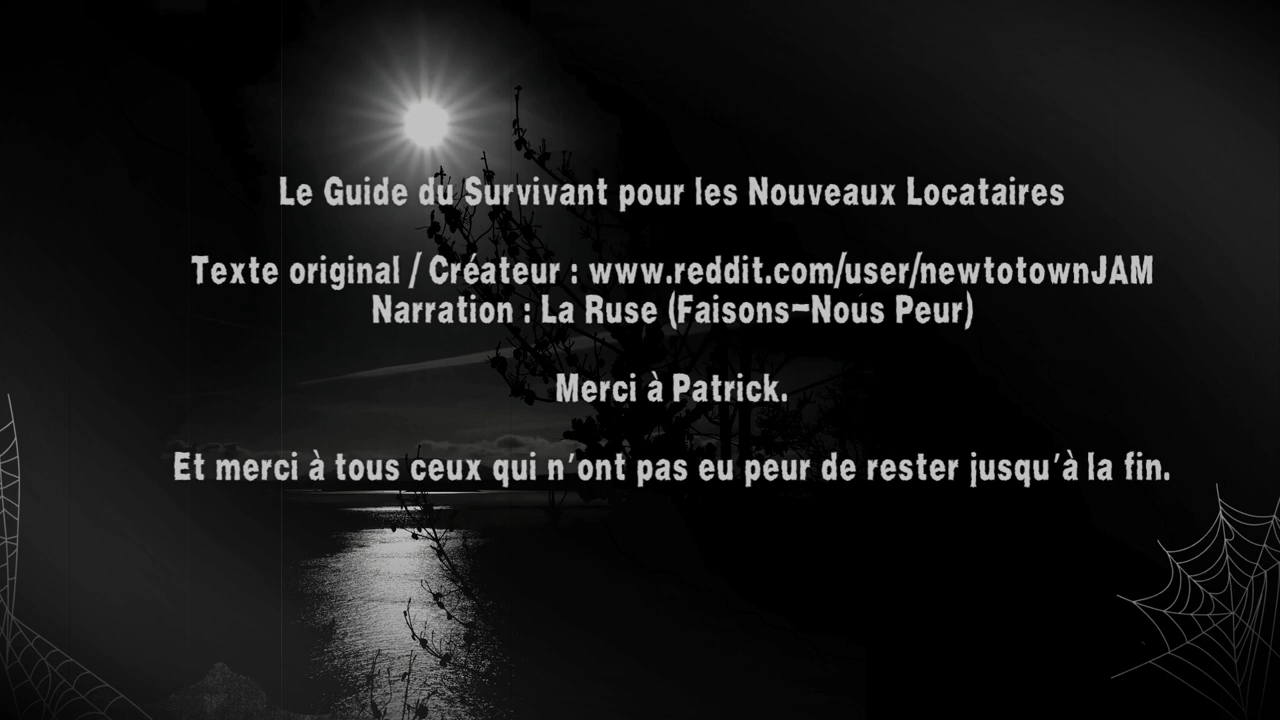 Le Guide du Survivant pour les Nouveaux Locataires
Texte original / Créateur : www.reddit.com/user/newtotownJAM
Narration : La Ruse (Faisons-Nous Peur)
Merci à Patrick.
Et merci à tous ceux qui n'ont pas eu peur de rester jusqu'à la fin.